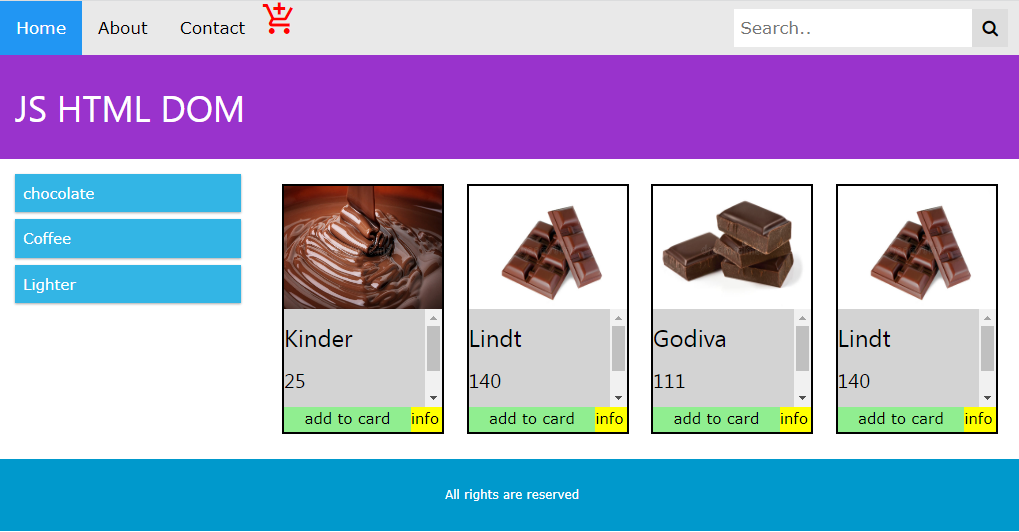 Home About Contact Search..
JS HTML DOM
chocolate
Coffee
Lighter
Kinder
25
add to card info
Lindt
140
add to card info
Godiva
111
add to card info
Lindt
140
add to card info
All rights are reserved